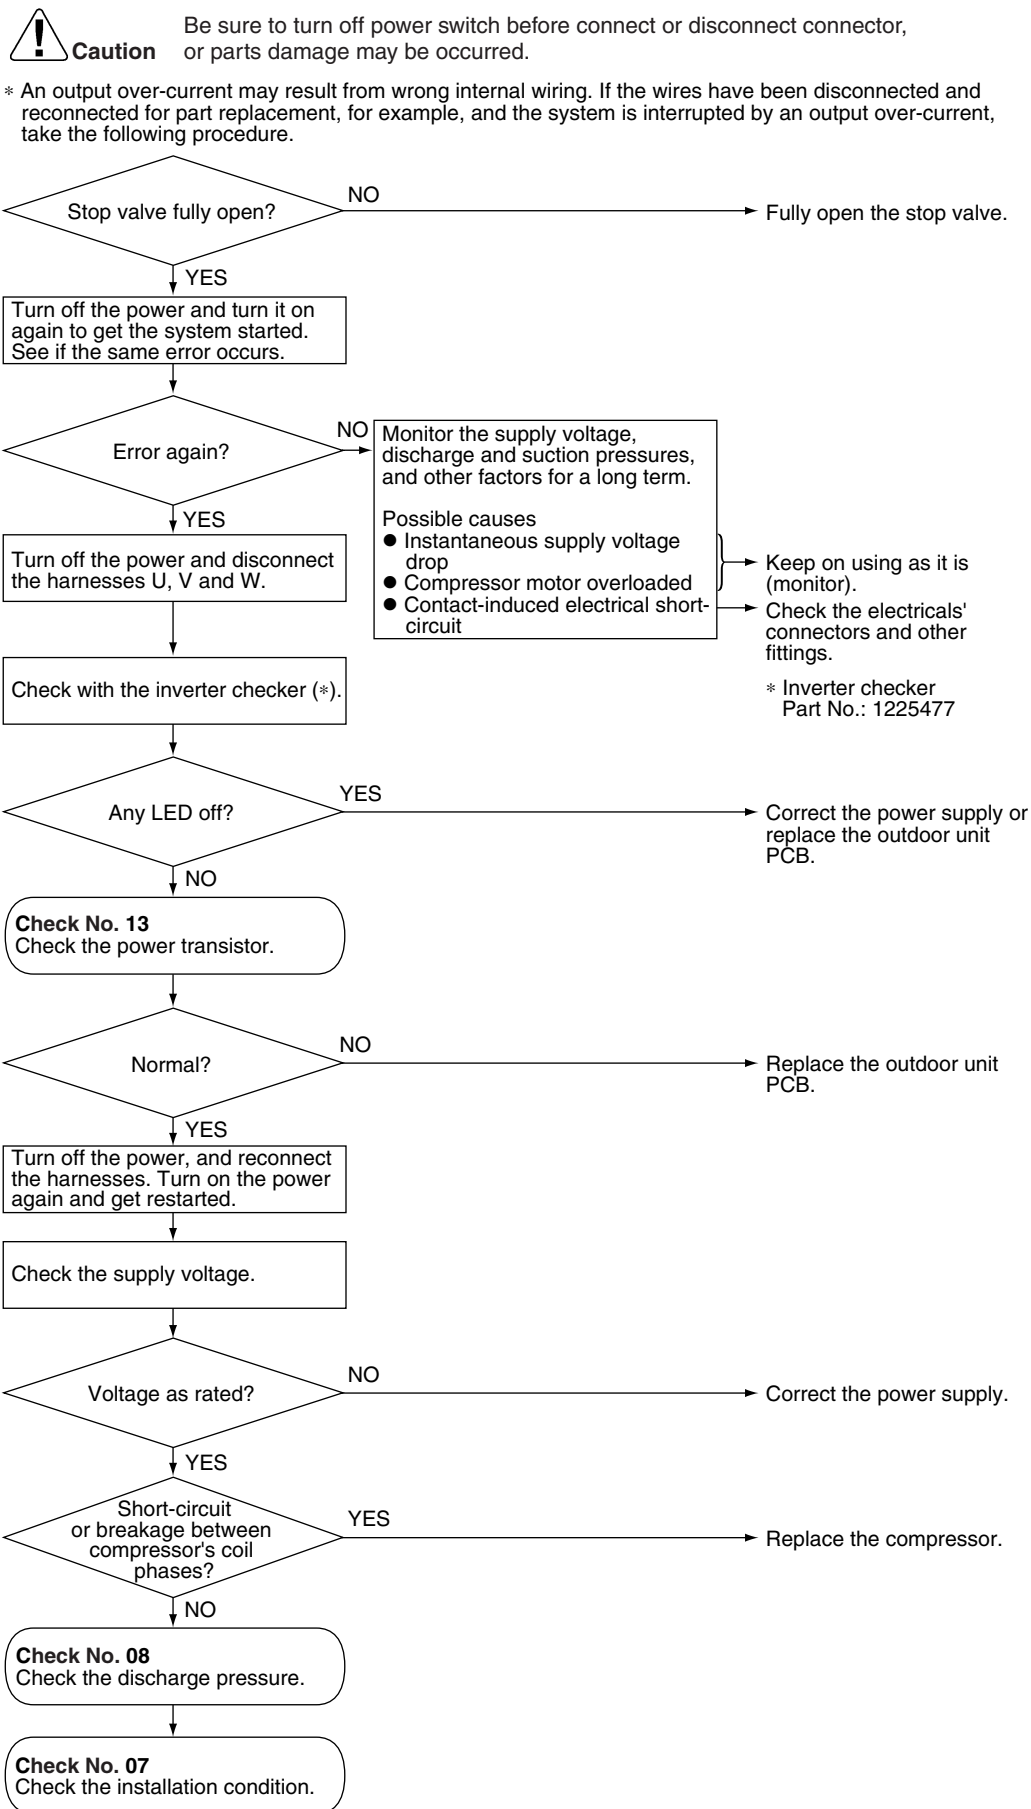 Caution
Be sure to turn off power switch before connect or disconnect connector,
or parts damage may be occurred.
* An output over-current may result from wrong internal wiring. If the wires have been disconnected and
reconnected for part replacement, for example, and the system is interrupted by an output over-current,
take the following procedure.
Stop valve fully open?
NO
Fully open the stop valve.
YES
Turn off the power and turn it on
again to get the system started.
See if the same error occurs.
Error again?
NO
Monitor the supply voltage,
discharge and suction pressures,
and other factors for a long term.
Possible causes
● Instantaneous supply voltage
drop
● Compressor motor overloaded
● Contact-induced electrical short-
circuit
Keep on using as it is
(monitor).
Check the electricals'
connectors and other
fittings.
* Inverter checker
Part No.: 1225477
YES
Turn off the power and disconnect
the harnesses U, V and W.
Check with the inverter checker (*).
Any LED off?
YES
Correct the power supply or
replace the outdoor unit
PCB.
NO
Check No. 13
Check the power transistor.
Normal?
NO
Replace the outdoor unit
PCB.
YES
Turn off the power, and reconnect
the harnesses. Turn on the power
again and get restarted.
Check the supply voltage.
Voltage as rated?
NO
Correct the power supply.
YES
Short-circuit
or breakage between
compressor's coil
phases?
YES
Replace the compressor.
NO
Check No. 08
Check the discharge pressure.
Check No. 07
Check the installation condition.